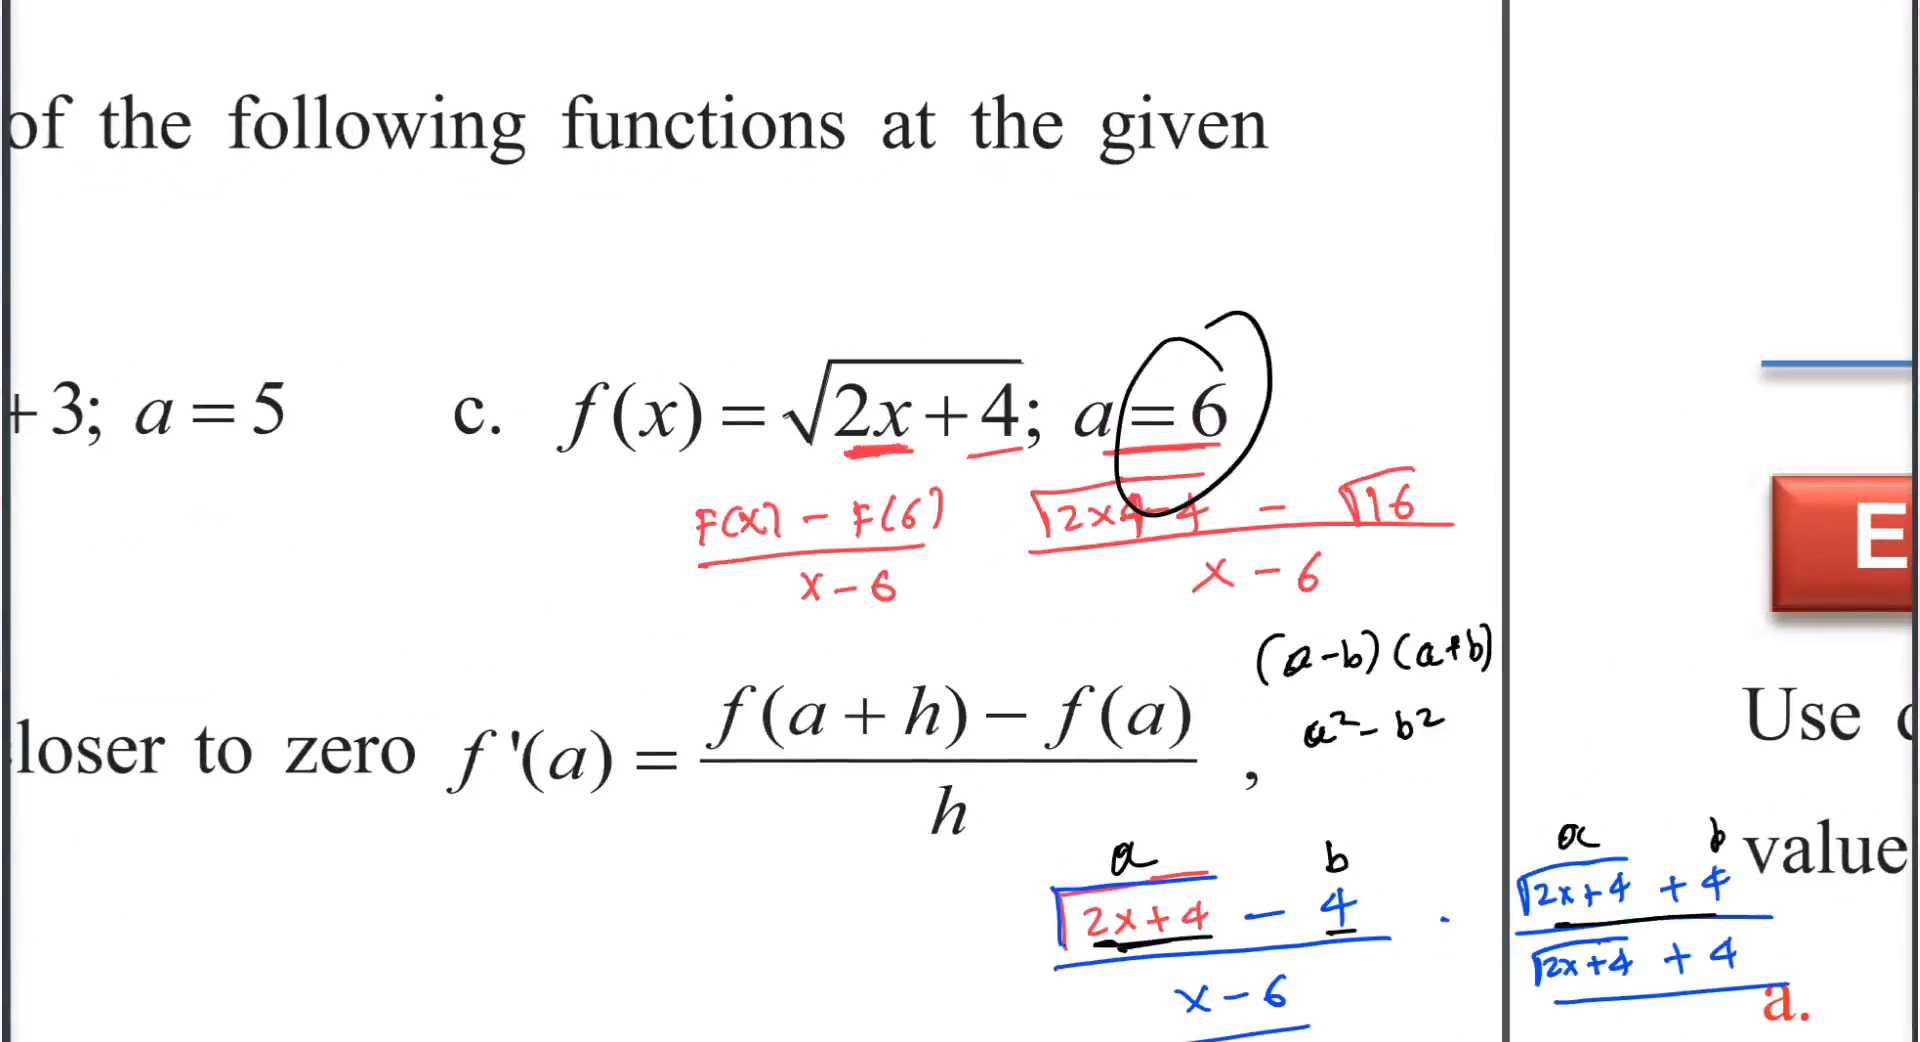 of the following functions at the given
+ 3; a = 5 c. f(x) = √2x + 4; a = 6
F(x) - F(6) √2x+4 - √16
x - 6 x - 6
E
(a-b)(a+b)
a² - b²
loser to zero f '(a) = f(a + h) − f(a)
h ,
Use
value
a b a b
√2x+4 - 4 . √2x+4 + 4
x - 6 √2x+4 + 4
a.